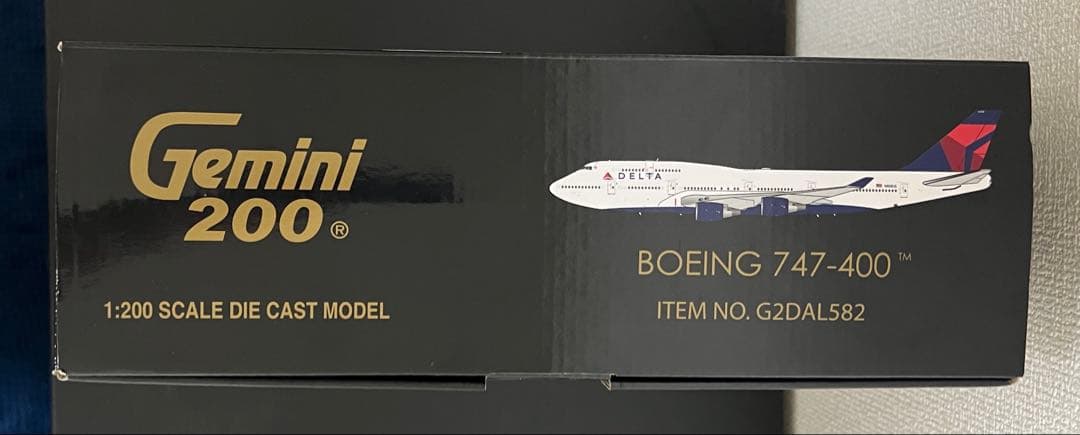 Gemini
200®
1:200 SCALE DIE CAST MODEL
DELTA
BOEING 747-400™
ITEM NO. G2DAL582